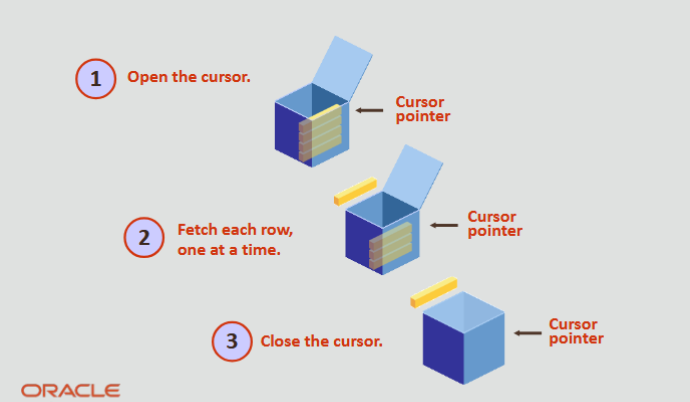 1 Open the cursor.
Cursor
pointer
2 Fetch each row,
one at a time.
Cursor
pointer
3 Close the cursor.
Cursor
pointer
ORACLE